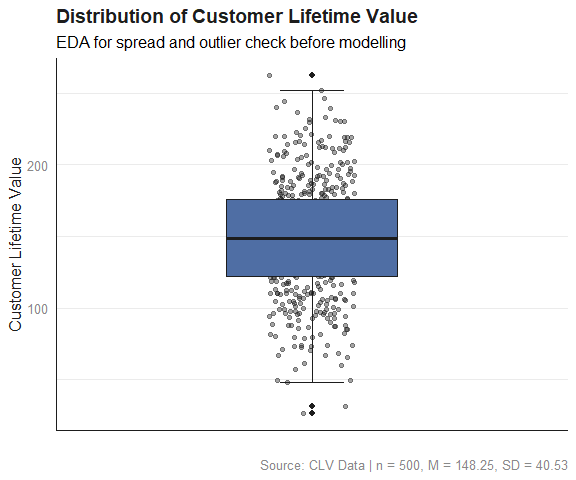 Distribution of Customer Lifetime Value
EDA for spread and outlier check before modelling
Customer Lifetime Value
200
100
Source: CLV Data | n = 500, M = 148.25, SD = 40.53